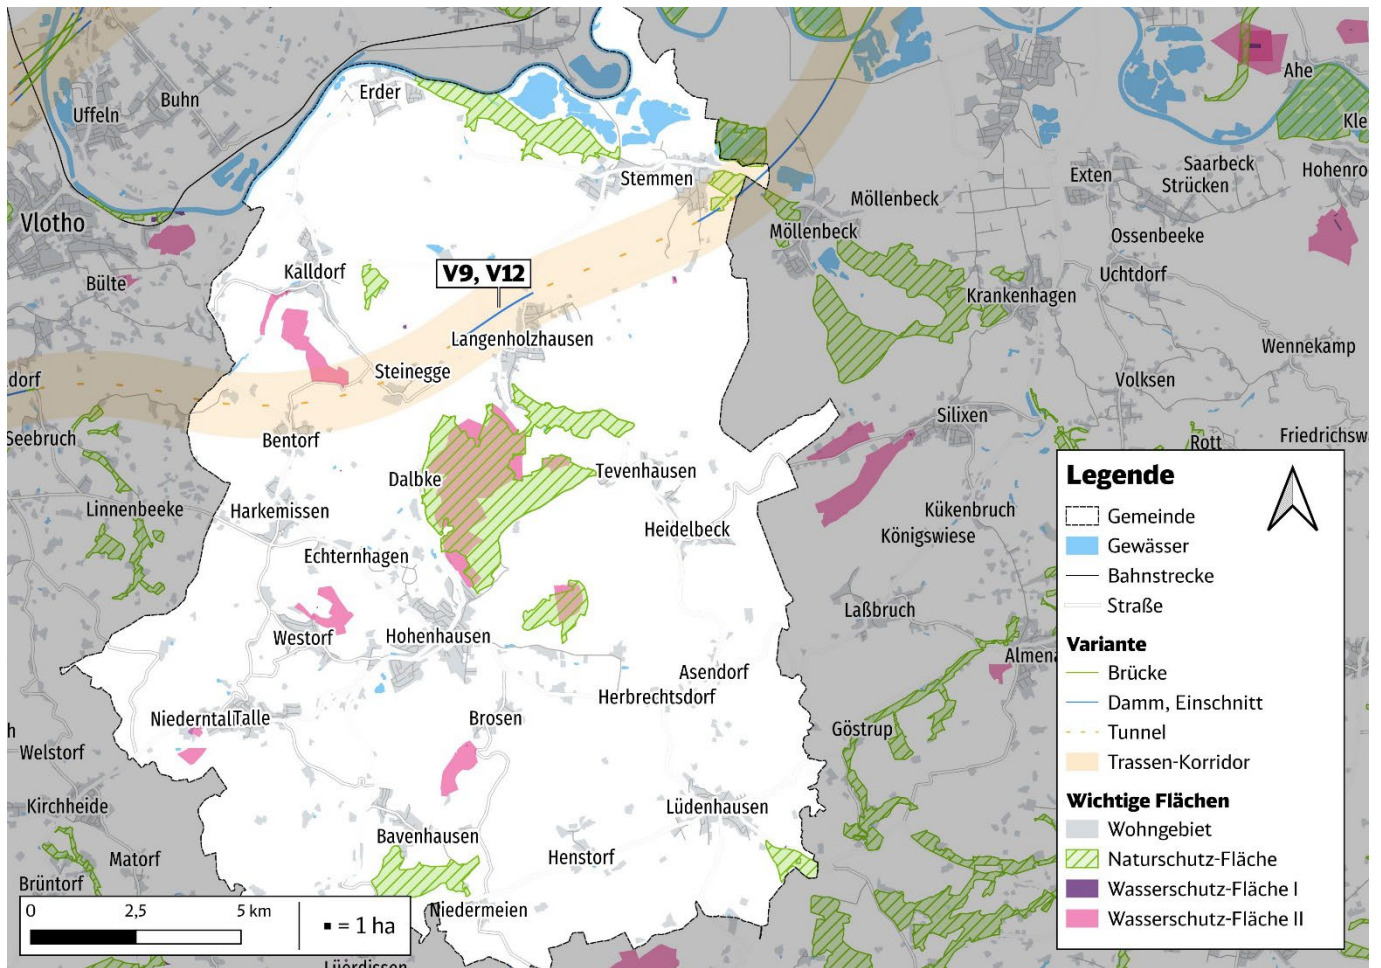 Ahe
Erder
Buhn
Uffeln
Kle
Saarbeck
Hohenro
Exten
Strücken
Stemmen
Möllenbeck
Vlotho
Möllenbeck
Ossenbeeke
Kalldorf
V9, V12
Uchtdorf
Bülte
Krankenhagen
Langenholzhausen
Wennekamp
Steinegge
dorf
Volksen
Silixen
Seebruch
Bentorf
Rott
Friedrichsw
Dalbke
Tevenhausen
Linnenbeeke
Harkemissen
Kükenbruch
Heidelbeck
Königswiese
Echternhagen
Laßbruch
Westorf
Hohenhausen
Almena
Asendorf
Herbrechtsdorf
NiederntalTalle
Brosen
h
Göstrup
Welstorf
Kirchheide
Lüdenhausen
Bavenhausen
Matorf
Henstorf
Brüntorf
Niedermeien
Lüerdissen
Legende
Gemeinde
Gewässer
Bahnstrecke
Straße
Variante
Brücke
Damm, Einschnitt
Tunnel
Trassen-Korridor
Wichtige Flächen
Wohngebiet
Naturschutz-Fläche
Wasserschutz-Fläche I
Wasserschutz-Fläche II
0 2,5 5 km
= 1 ha